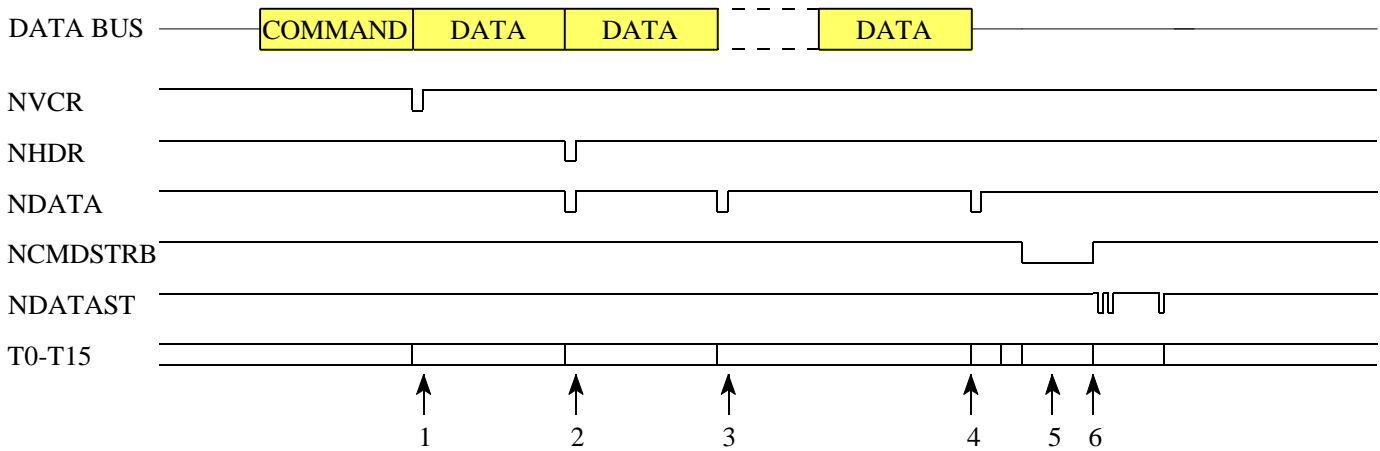 DATA BUS COMMAND DATA DATA DATA
NVCR
NHDR
NDATA
NCMDSTRB
NDATAST
T0-T15
1 2 3 4 5 6